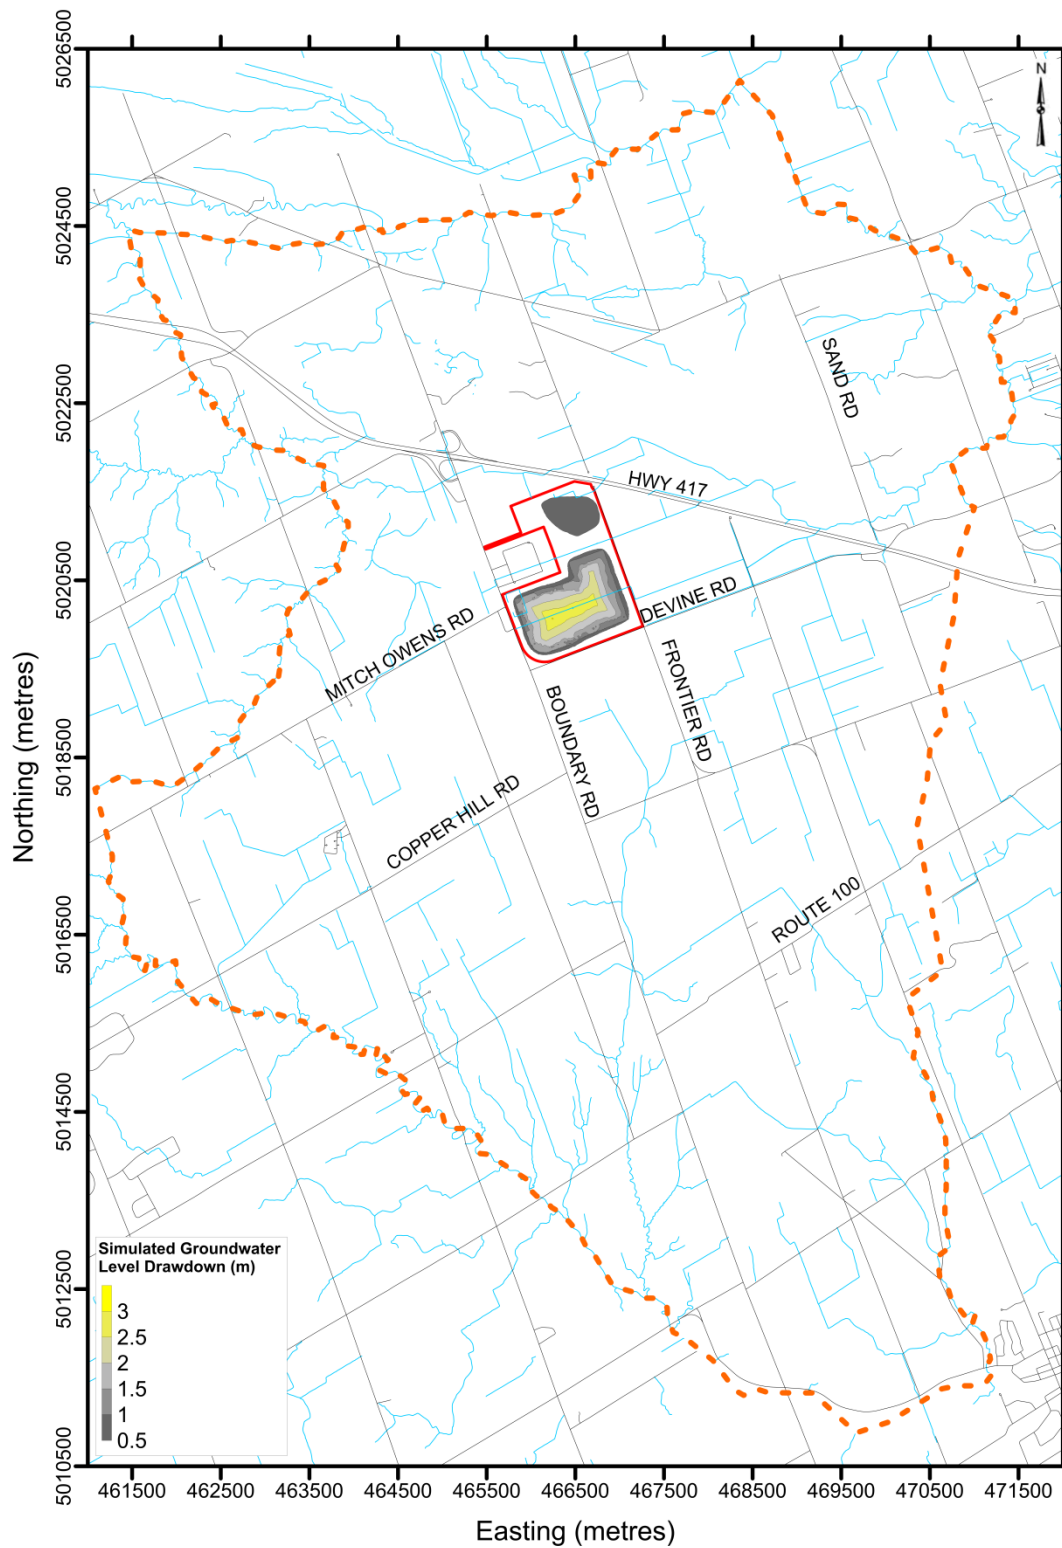 N
5026500
5024500
5022500
5020500
5018500
5016500
5014500
5012500
5010500
Northing (metres)
SAND RD
HWY 417
DEVINE RD
MITCH OWENS RD
FRONTIER RD
BOUNDARY RD
COPPER HILL RD
ROUTE 100
Simulated Groundwater
Level Drawdown (m)
3
2.5
2
1.5
1
0.5
461500 462500 463500 464500 465500 466500 467500 468500 469500 470500 471500
Easting (metres)